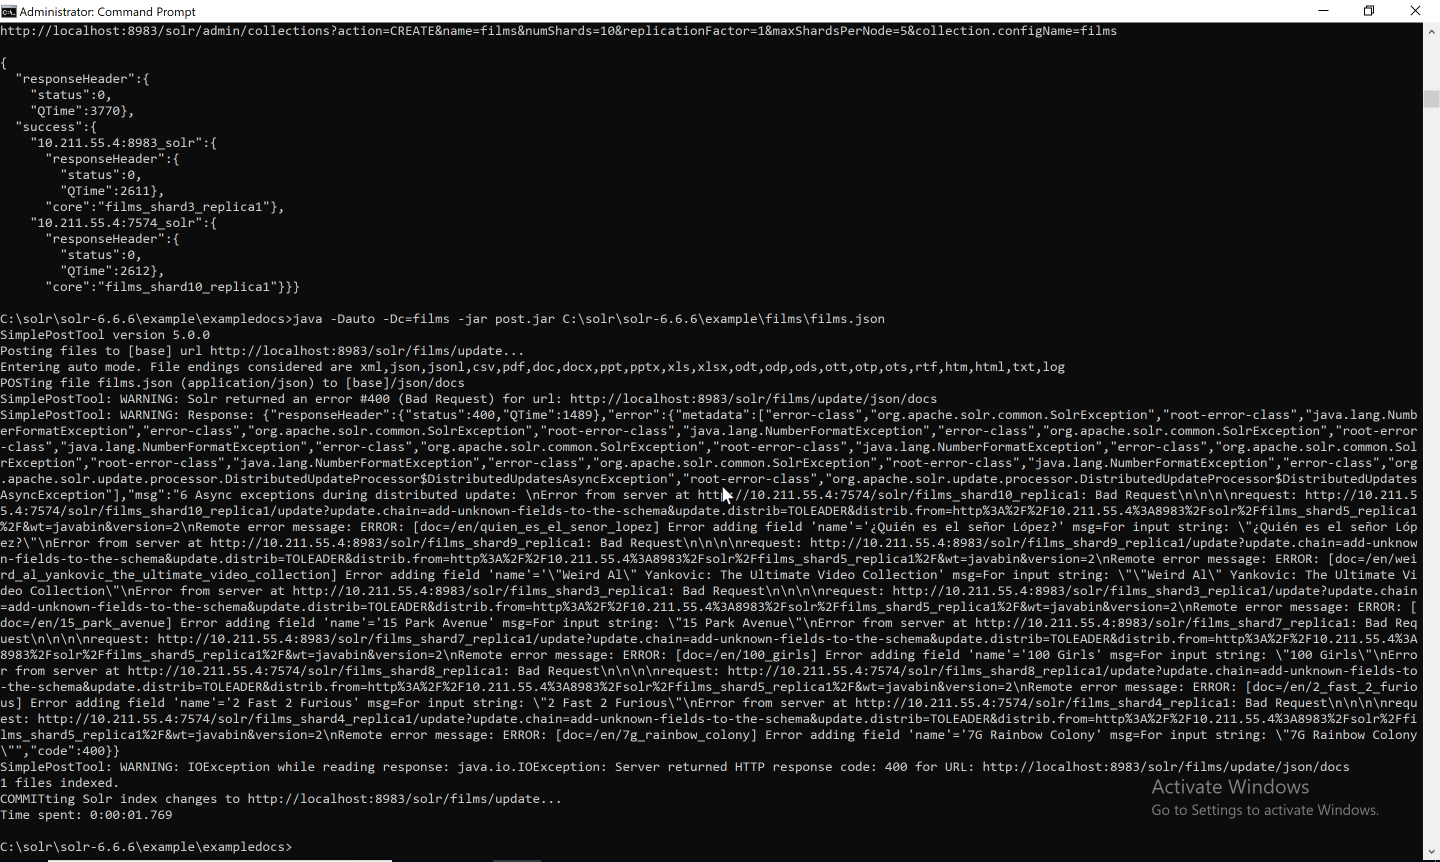 Administrator: Command Prompt
http://localhost:8983/solr/admin/collections?action=CREATE&name=films&numShards=10&replicationFactor=1&maxShardsPerNode=5&collection.configName=films
{
"responseHeader":{
"status":0,
"QTime":3770},
"success":{
"10.211.55.4:8983_solr":{
"responseHeader":{
"status":0,
"QTime":2611},
"core":"films_shard3_replica1"},
"10.211.55.4:7574_solr":{
"responseHeader":{
"status":0,
"QTime":2612},
"core":"films_shard10_replica1"}}}
C:\solr\solr-6.6.6\example\exampledocs>java -Dauto -Dc=films -jar post.jar C:\solr\solr-6.6.6\example\films\films.json
SimplePostTool version 5.0.0
Posting files to [base] url http://localhost:8983/solr/films/update...
Entering auto mode. File endings considered are xml,json,jsonl,csv,pdf,doc,docx,ppt,pptx,xls,xlsx,odt,odp,ods,ott,otp,ots,rtf,htm,html,txt,log
POSTing file films.json (application/json) to [base]/json/docs
SimplePostTool: WARNING: Solr returned an error #400 (Bad Request) for url: http://localhost:8983/solr/films/update/json/docs
SimplePostTool: WARNING: Response: {"responseHeader":{"status":400,"QTime":1489},"error":{"metadata":["error-class","org.apache.solr.common.SolrException","root-error-class","java.lang.Numb
erFormatException","error-class","org.apache.solr.common.SolrException","root-error-class","java.lang.NumberFormatException","error-class","org.apache.solr.common.SolrException","root-error
-class","java.lang.NumberFormatException","error-class","org.apache.solr.common.SolrException","root-error-class","java.lang.NumberFormatException","error-class","org.apache.solr.common.Sol
rException","root-error-class","java.lang.NumberFormatException","error-class","org.apache.solr.common.SolrException","root-error-class","java.lang.NumberFormatException","error-class","org
.apache.solr.update.processor.DistributedUpdateProcessor$DistributedUpdatesAsyncException","root-error-class","org.apache.solr.update.processor.DistributedUpdateProcessor$DistributedUpdates
AsyncException"],"msg":"6 Async exceptions during distributed update: \nError from server at http://10.211.55.4:7574/solr/films_shard10_replica1: Bad Request\n\n\n\nrequest: http://10.211.5
5.4:7574/solr/films_shard10_replica1/update?update.chain=add-unknown-fields-to-the-schema&update.distrib=TOLEADER&distrib.from=http%3A%2F%2F10.211.55.4%3A8983%2Fsolr%2Ffilms_shard5_replica1
%2F&wt=javabin&version=2\nRemote error message: ERROR: [doc=/en/quien_es_el_senor_lopez] Error adding field 'name'='¿Quién es el señor López?' msg=For input string: \"¿Quién es el señor Lóp
ez?\"\nError from server at http://10.211.55.4:8983/solr/films_shard9_replica1: Bad Request\n\n\n\nrequest: http://10.211.55.4:8983/solr/films_shard9_replica1/update?update.chain=add-unknow
n-fields-to-the-schema&update.distrib=TOLEADER&distrib.from=http%3A%2F%2F10.211.55.4%3A8983%2Fsolr%2Ffilms_shard5_replica1%2F&wt=javabin&version=2\nRemote error message: ERROR: [doc=/en/wei
rd_al_yankovic_the_ultimate_video_collection] Error adding field 'name'='\"Weird Al\" Yankovic: The Ultimate Video Collection' msg=For input string: \"\"Weird Al\" Yankovic: The Ultimate Vi
deo Collection\"\nError from server at http://10.211.55.4:8983/solr/films_shard3_replica1: Bad Request\n\n\n\nrequest: http://10.211.55.4:8983/solr/films_shard3_replica1/update?update.chain
=add-unknown-fields-to-the-schema&update.distrib=TOLEADER&distrib.from=http%3A%2F%2F10.211.55.4%3A8983%2Fsolr%2Ffilms_shard5_replica1%2F&wt=javabin&version=2\nRemote error message: ERROR: [
doc=/en/15_park_avenue] Error adding field 'name'='15 Park Avenue' msg=For input string: \"15 Park Avenue\"\nError from server at http://10.211.55.4:8983/solr/films_shard7_replica1: Bad Req
uest\n\n\n\nrequest: http://10.211.55.4:8983/solr/films_shard7_replica1/update?update.chain=add-unknown-fields-to-the-schema&update.distrib=TOLEADER&distrib.from=http%3A%2F%2F10.211.55.4%3A
8983%2Fsolr%2Ffilms_shard5_replica1%2F&wt=javabin&version=2\nRemote error message: ERROR: [doc=/en/100_girls] Error adding field 'name'='100 Girls' msg=For input string: \"100 Girls\"\nErro
r from server at http://10.211.55.4:7574/solr/films_shard8_replica1: Bad Request\n\n\n\nrequest: http://10.211.55.4:7574/solr/films_shard8_replica1/update?update.chain=add-unknown-fields-to
-the-schema&update.distrib=TOLEADER&distrib.from=http%3A%2F%2F10.211.55.4%3A8983%2Fsolr%2Ffilms_shard5_replica1%2F&wt=javabin&version=2\nRemote error message: ERROR: [doc=/en/2_fast_2_furio
us] Error adding field 'name'='2 Fast 2 Furious' msg=For input string: \"2 Fast 2 Furious\"\nError from server at http://10.211.55.4:7574/solr/films_shard4_replica1: Bad Request\n\n\n\nrequ
est: http://10.211.55.4:7574/solr/films_shard4_replica1/update?update.chain=add-unknown-fields-to-the-schema&update.distrib=TOLEADER&distrib.from=http%3A%2F%2F10.211.55.4%3A8983%2Fsolr%2Ffi
lms_shard5_replica1%2F&wt=javabin&version=2\nRemote error message: ERROR: [doc=/en/7g_rainbow_colony] Error adding field 'name'='7G Rainbow Colony' msg=For input string: \"7G Rainbow Colony
\"","code":400}}
SimplePostTool: WARNING: IOException while reading response: java.io.IOException: Server returned HTTP response code: 400 for URL: http://localhost:8983/solr/films/update/json/docs
1 files indexed.
COMMITting Solr index changes to http://localhost:8983/solr/films/update...
Time spent: 0:00:01.769
Activate Windows
Go to Settings to activate Windows.
C:\solr\solr-6.6.6\example\exampledocs>